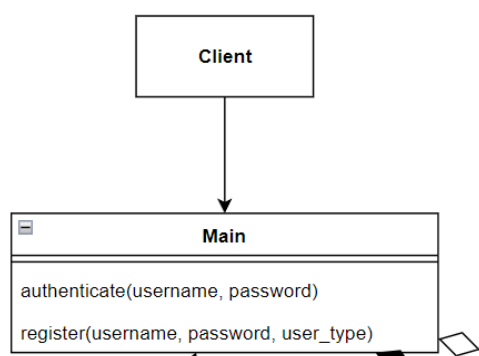 Client
Main
authenticate(username, password)
register(username, password, user_type)